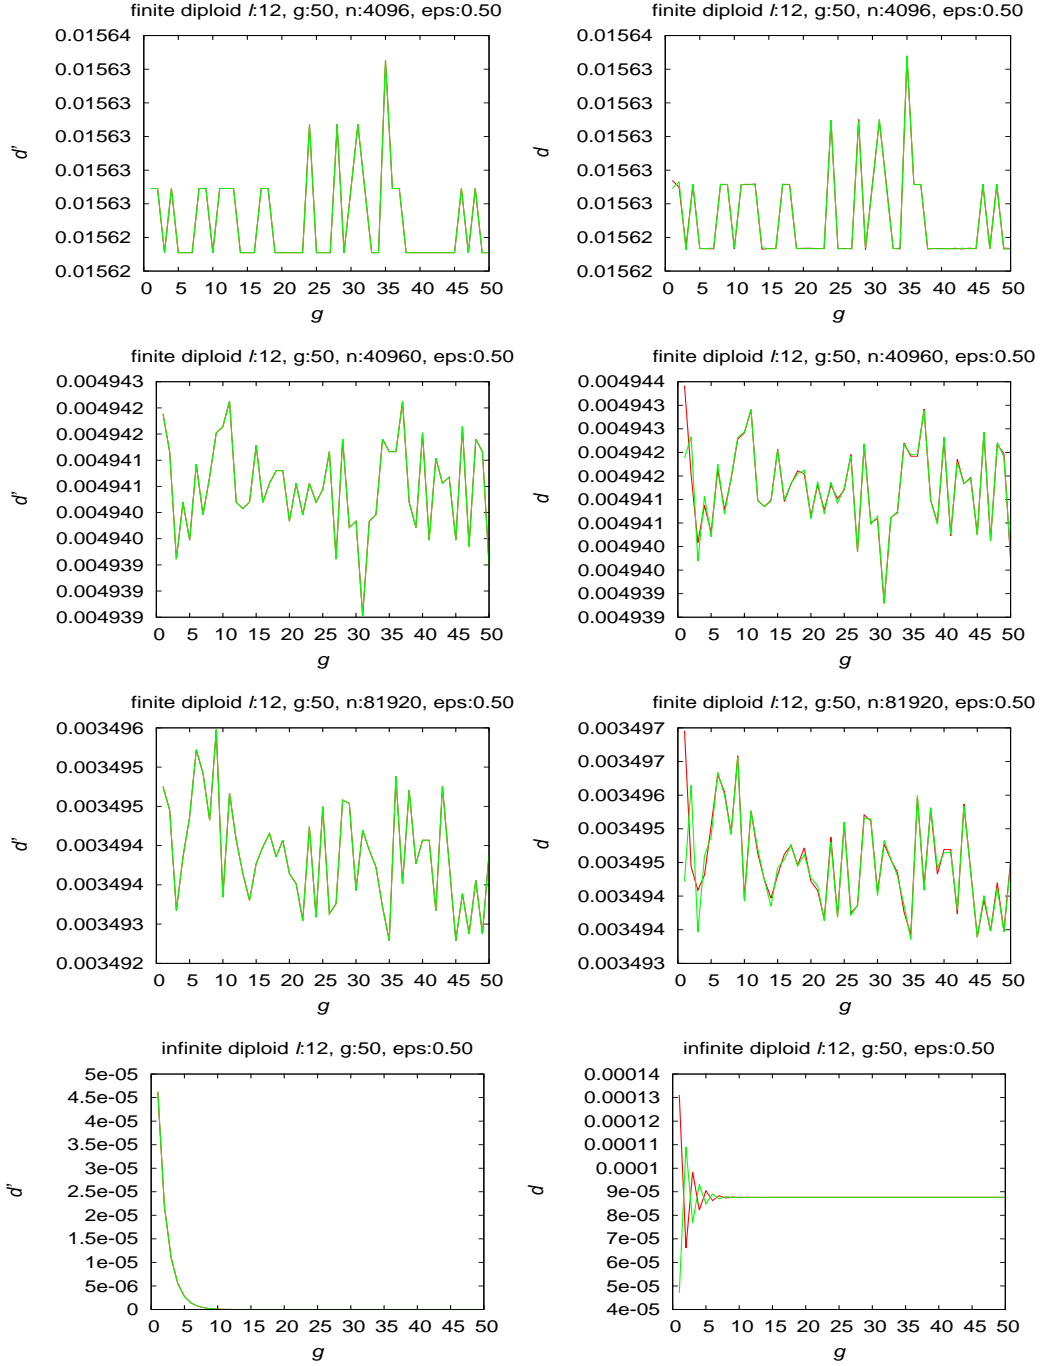 finite diploid l:12, g:50, n:4096, eps:0.50
0.01564
0.01563
0.01563
0.01563
0.01563
0.01563
0.01562
0.01562
d'
0 5 10 15 20 25 30 35 40 45 50
g
finite diploid l:12, g:50, n:4096, eps:0.50
0.01564
0.01563
0.01563
0.01563
0.01563
0.01563
0.01562
0.01562
d
0 5 10 15 20 25 30 35 40 45 50
g
finite diploid l:12, g:50, n:40960, eps:0.50
0.004943
0.004942
0.004942
0.004941
0.004941
0.004940
0.004940
0.004939
0.004939
d'
0 5 10 15 20 25 30 35 40 45 50
g
finite diploid l:12, g:50, n:40960, eps:0.50
0.004944
0.004943
0.004943
0.004942
0.004942
0.004941
0.004941
0.004940
0.004940
0.004939
0.004939
d
0 5 10 15 20 25 30 35 40 45 50
g
finite diploid l:12, g:50, n:81920, eps:0.50
0.003496
0.003495
0.003495
0.003494
0.003494
0.003493
0.003492
d'
0 5 10 15 20 25 30 35 40 45 50
g
finite diploid l:12, g:50, n:81920, eps:0.50
0.003497
0.003497
0.003496
0.003495
0.003495
0.003494
0.003494
0.003493
d
0 5 10 15 20 25 30 35 40 45 50
g
infinite diploid l:12, g:50, eps:0.50
5e-05
4.5e-05
4e-05
3.5e-05
3e-05
2.5e-05
2e-05
1.5e-05
1e-05
5e-06
0
d'
0 5 10 15 20 25 30 35 40 45 50
g
infinite diploid l:12, g:50, eps:0.50
0.00014
0.00013
0.00012
0.00011
0.0001
9e-05
8e-05
7e-05
6e-05
5e-05
4e-05
d
0 5 10 15 20 25 30 35 40 45 50
g